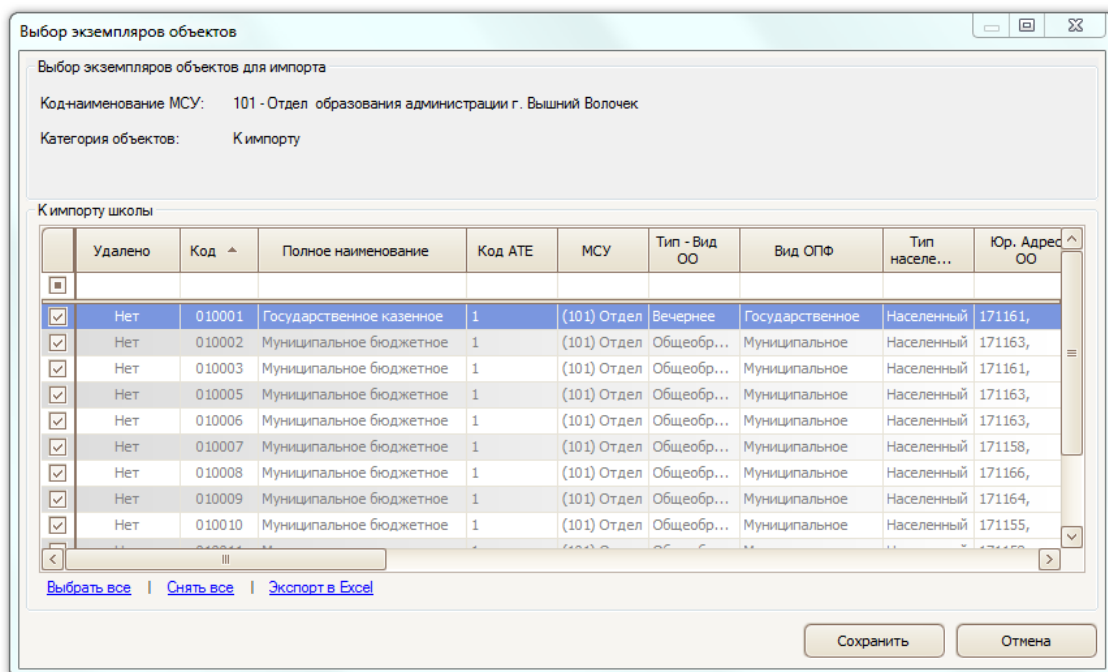 Выбор экземпляров объектов
Выбор экземпляров объектов для импорта
Код+наименование МСУ: 101 - Отдел образования администрации г. Вышний Волочек
Категория объектов: К импорту
К импорту школы
Удалено Код Полное наименование Код АТЕ МСУ Тип - Вид ОО Вид ОПФ Тип населе... Юр. Адрес ОО
Нет 010001 Государственное казенное 1 (101) Отдел Вечернее Государственное Населенный 171161,
Нет 010002 Муниципальное бюджетное 1 (101) Отдел Общеобр... Муниципальное Населенный 171163,
Нет 010003 Муниципальное бюджетное 1 (101) Отдел Общеобр... Муниципальное Населенный 171161,
Нет 010005 Муниципальное бюджетное 1 (101) Отдел Общеобр... Муниципальное Населенный 171163,
Нет 010006 Муниципальное бюджетное 1 (101) Отдел Общеобр... Муниципальное Населенный 171163,
Нет 010007 Муниципальное бюджетное 1 (101) Отдел Общеобр... Муниципальное Населенный 171158,
Нет 010008 Муниципальное бюджетное 1 (101) Отдел Общеобр... Муниципальное Населенный 171166,
Нет 010009 Муниципальное бюджетное 1 (101) Отдел Общеобр... Муниципальное Населенный 171164,
Нет 010010 Муниципальное бюджетное 1 (101) Отдел Общеобр... Муниципальное Населенный 171155,
Выбрать все | Снять все | Экспорт в Excel
Сохранить Отмена